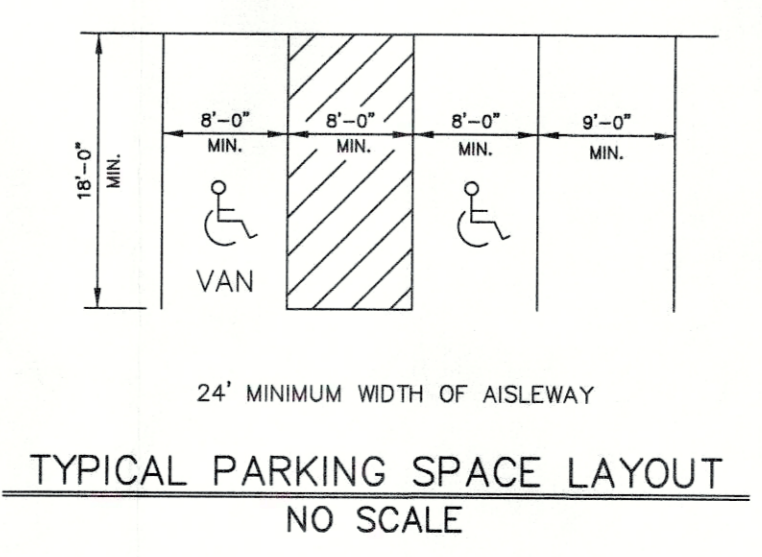 8'-0" 8'-0" 8'-0" 9'-0"
MIN. MIN. MIN. MIN.
18'-0"
MIN.
VAN
24' MINIMUM WIDTH OF AISLEWAY
TYPICAL PARKING SPACE LAYOUT
NO SCALE